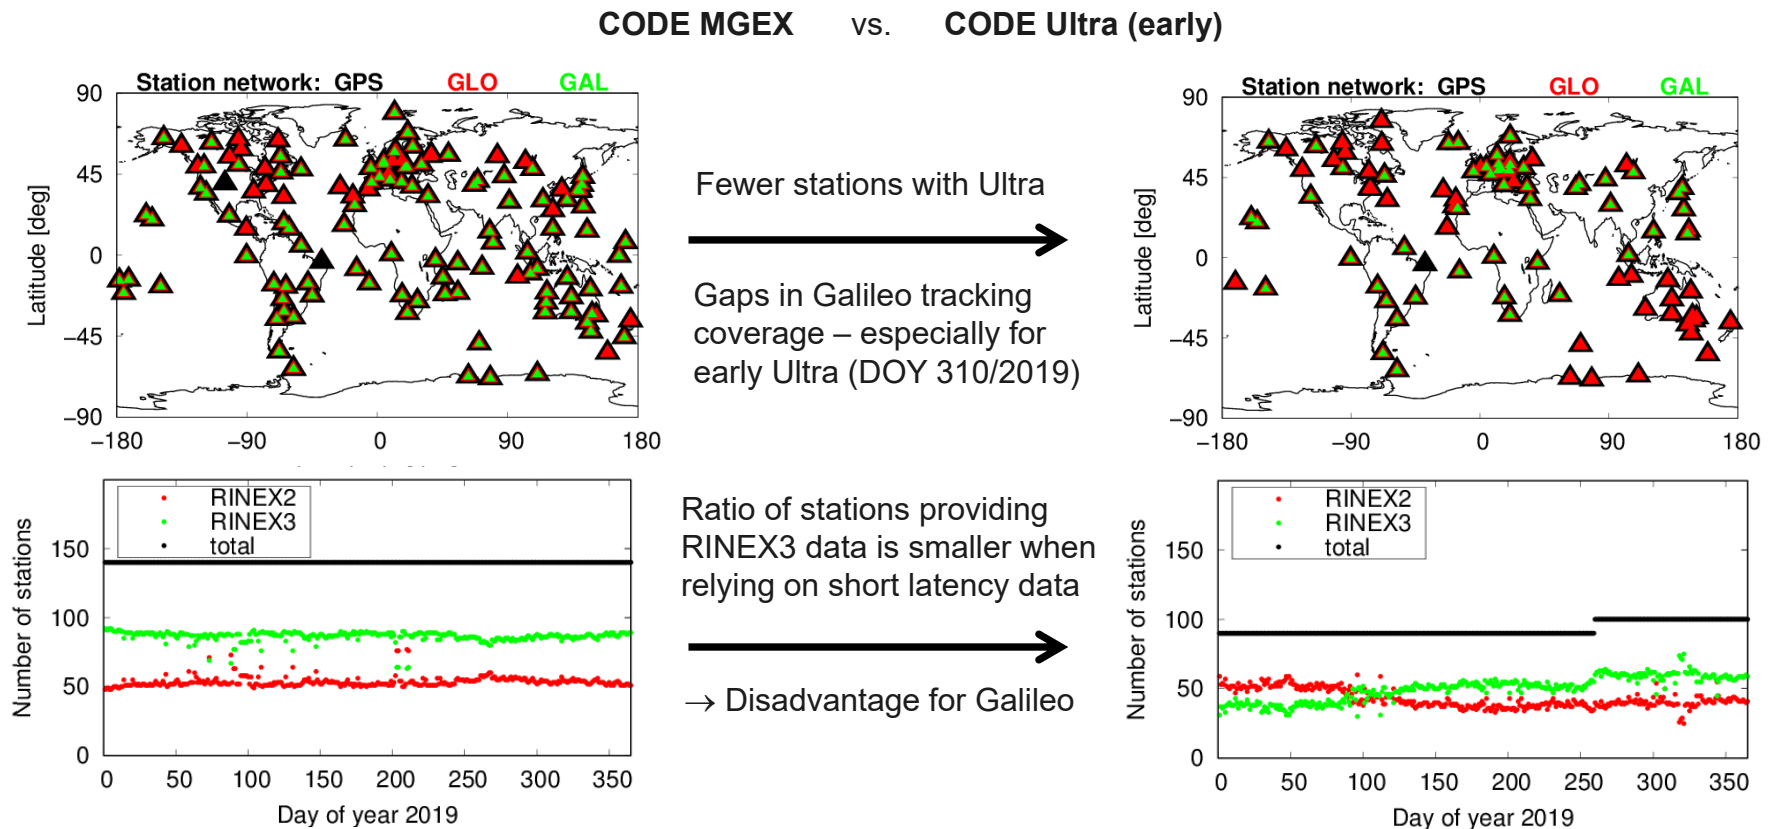 CODE MGEX vs. CODE Ultra (early)
Station network: GPS GLO GAL
90
45
0
−45
−90
Latitude [deg]
−180 −90 0 90 180
Fewer stations with Ultra
Gaps in Galileo tracking
coverage – especially for
early Ultra (DOY 310/2019)
Station network: GPS GLO GAL
90
45
0
−45
−90
Latitude [deg]
−180 −90 0 90 180
RINEX2
RINEX3
total
150
100
50
0
Number of stations
0 50 100 150 200 250 300 350
Day of year 2019
Ratio of stations providing
RINEX3 data is smaller when
relying on short latency data
→ Disadvantage for Galileo
RINEX2
RINEX3
total
150
100
50
0
Number of stations
0 50 100 150 200 250 300 350
Day of year 2019